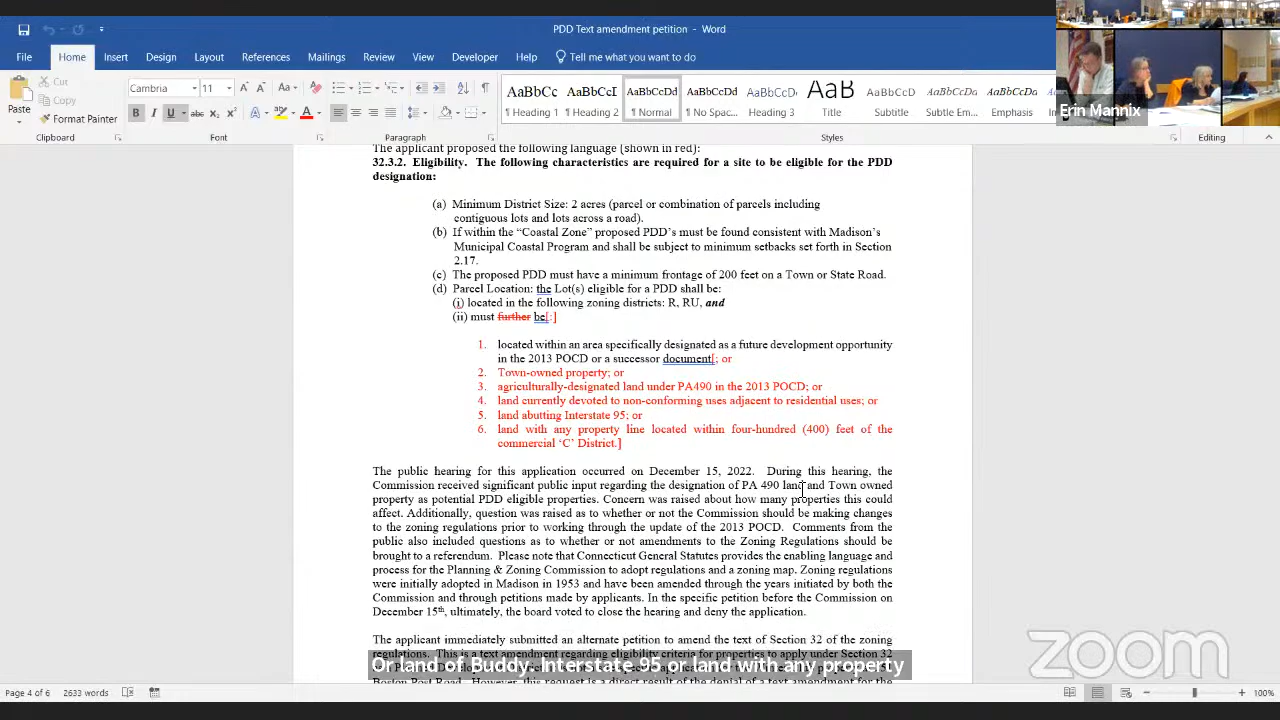 PDD Text amendment petition - Word
File Home Insert Design Layout References Mailings Review View Developer Help Tell me what you want to do
Paste
Cut
Copy
Format Painter
Clipboard
Cambria 11
Font
Paragraph
AaBbCc AaBbCcI AaBbCcDd AaBbCcDd AaBbCcD AaB AaBbCcD AaBbCcDd AaBbCcDd
¶ Heading 1 ¶ Heading 2 ¶ Normal ¶ No Spac... Heading 3 Title Subtitle Subtle Em... Emphasis
Styles
Editing
Erin Mannix
The applicant proposed the following language (shown in red):
32.3.2. Eligibility. The following characteristics are required for a site to be eligible for the PDD
designation:
(a) Minimum District Size: 2 acres (parcel or combination of parcels including
contiguous lots and lots across a road).
(b) If within the “Coastal Zone” proposed PDD’s must be found consistent with Madison’s
Municipal Coastal Program and shall be subject to minimum setbacks set forth in Section
2.17.
(c) The proposed PDD must have a minimum frontage of 200 feet on a Town or State Road.
(d) Parcel Location: the Lot(s) eligible for a PDD shall be:
(i) located in the following zoning districts: R, RU, and
(ii) must further be[:]
1. located within an area specifically designated as a future development opportunity
in the 2013 POCD or a successor document[; or
2. Town-owned property; or
3. agriculturally-designated land under PA490 in the 2013 POCD; or
4. land currently devoted to non-conforming uses adjacent to residential uses; or
5. land abutting Interstate 95; or
6. land with any property line located within four-hundred (400) feet of the
commercial ‘C’ District.]
The public hearing for this application occurred on December 15, 2022. During this hearing, the
Commission received significant public input regarding the designation of PA 490 land and Town owned
property as potential PDD eligible properties. Concern was raised about how many properties this could
affect. Additionally, question was raised as to whether or not the Commission should be making changes
to the zoning regulations prior to working through the update of the 2013 POCD. Comments from the
public also included questions as to whether or not amendments to the Zoning Regulations should be
brought to a referendum. Please note that Connecticut General Statutes provides the enabling language and
process for the Planning & Zoning Commission to adopt regulations and a zoning map. Zoning regulations
were initially adopted in Madison in 1953 and have been amended through the years initiated by both the
Commission and through petitions made by applicants. In the specific petition before the Commission on
December 15th, ultimately, the board voted to close the hearing and deny the application.
The applicant immediately submitted an alternate petition to amend the text of Section 32 of the zoning
regulations. This is a text amendment regarding eligibility criteria for properties to apply under Section 32
Or land of Buddy. Interstate 95 or land with any property
zoom
Page 4 of 6 2633 words
100%